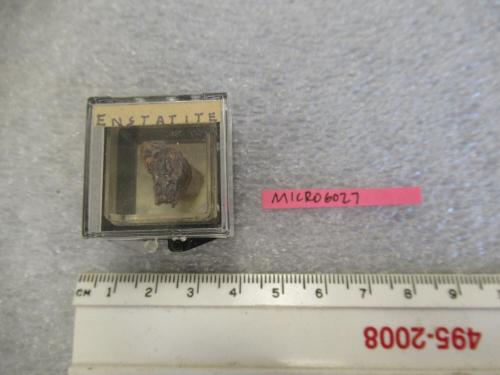 ENSTATITE
MICRO6027
CM 1 2 3 4 5 6 7 8 9
495-2008